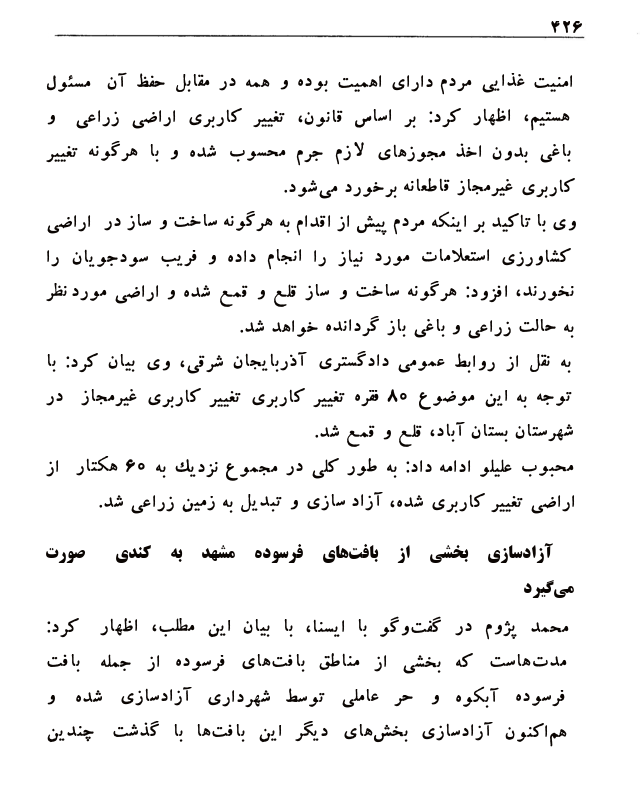 ۴۲۶
امنیت غذایی مردم دارای اهمیت بوده و همه در مقابل حفظ آن مسئول
هستیم، اظهار کرد: بر اساس قانون، تغییر کاربری اراضی زراعی و
باغی بدون اخذ مجوزهای لازم جرم محسوب شده و با هرگونه تغییر
کاربری غیرمجاز قاطعانه برخورد می‌شود.
وی با تاکید بر اینکه مردم پیش از اقدام به هرگونه ساخت و ساز در اراضی
کشاورزی استعلامات مورد نیاز را انجام داده و فریب سودجویان را
نخورند، افزود: هرگونه ساخت و ساز قلع و قمع شده و اراضی مورد نظر
به حالت زراعی و باغی باز گردانده خواهد شد.
به نقل از روابط عمومی دادگستری آذربایجان شرقی، وی بیان کرد: با
توجه به این موضوع ۸۰ فقره تغییر کاربری تغییر کاربری غیرمجاز در
شهرستان بستان آباد، قلع و قمع شد.
محبوب علیلو ادامه داد: به طور کلی در مجموع نزدیك به ۶۰ هکتار از
اراضی تغییر کاربری شده، آزاد سازی و تبدیل به زمین زراعی شد.
آزادسازی بخشی از بافت‌های فرسوده مشهد به کندی صورت
می‌گیرد
محمد پژوم در گفت‌وگو با ایسنا، با بیان این مطلب، اظهار کرد:
مدت‌هاست که بخشی از مناطق بافت‌های فرسوده از جمله بافت
فرسوده آبکوه و حر عاملی توسط شهرداری آزادسازی شده و
هم‌اکنون آزادسازی بخش‌های دیگر این بافت‌ها با گذشت چندین